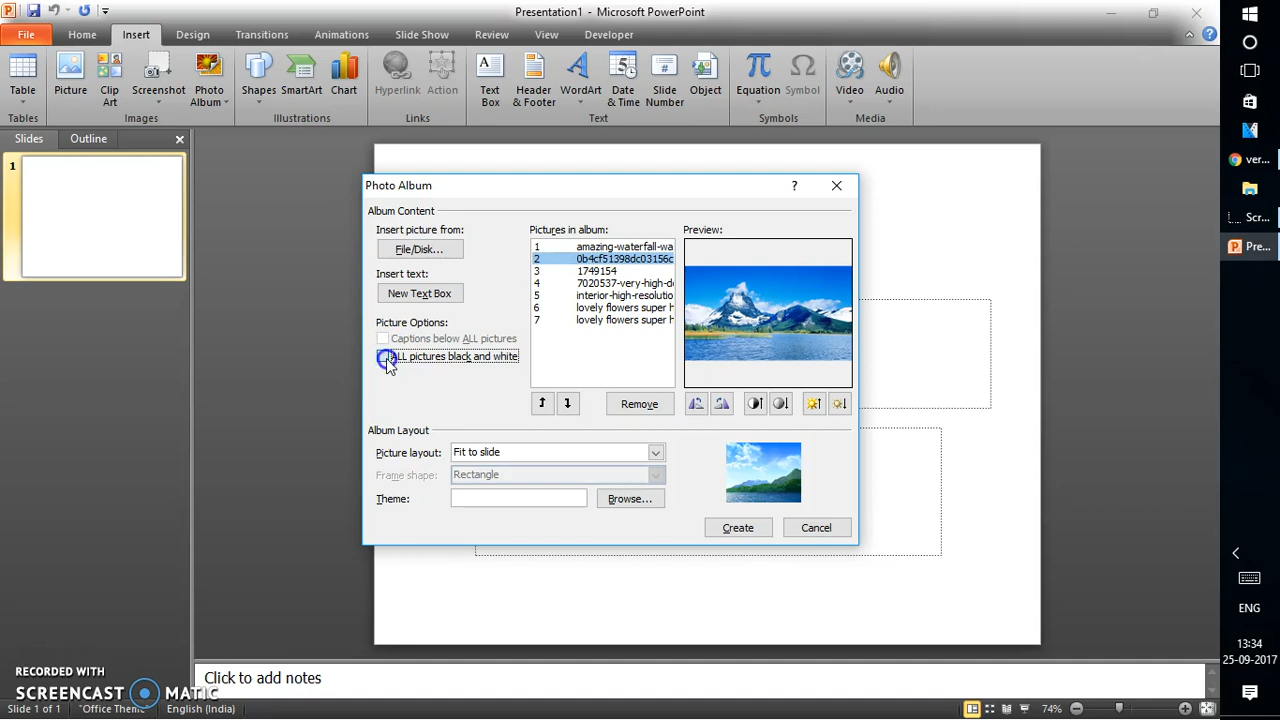 Presentation1 - Microsoft PowerPoint
File Home Insert Design Transitions Animations Slide Show Review View Developer
Table Picture Clip Art Screenshot Photo Album Shapes SmartArt Chart Hyperlink Action Text Box Header & Footer WordArt Date & Time Slide Number Object Equation Symbol Video Audio
Tables Images Illustrations Links Text Symbols Media
Slides Outline
1
Photo Album
Album Content
Insert picture from:
File/Disk...
Insert text:
New Text Box
Picture Options:
Captions below ALL pictures
ALL pictures black and white
Pictures in album:
1 amazing-waterfall-wa
2 0b4cf51398dc03156c
3 1749154
4 7020537-very-high-d
5 interior-high-resolutio
6 lovely flowers super h
7 lovely flowers super h
Remove
Preview:
Album Layout
Picture layout: Fit to slide
Frame shape: Rectangle
Theme: Browse...
Create Cancel
Click to add notes
Slide 1 of 1 "Office Theme" English (India) 74%
RECORDED WITH
SCREENCAST MATIC
ver...
Scr...
Pre...
ENG
13:34
25-09-2017